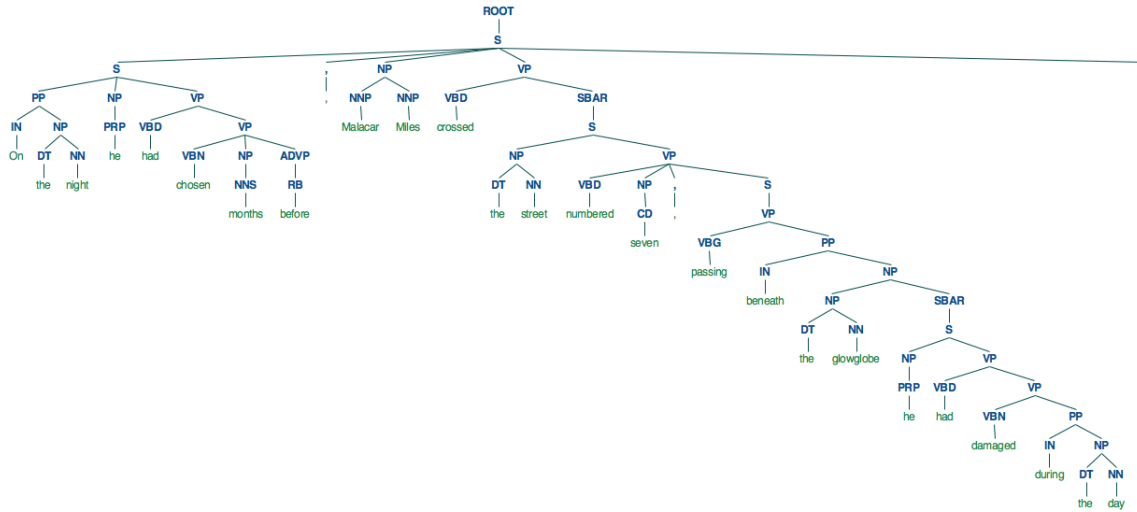 ROOT
S
S , NP VP
PP NP VP NNP NNP VBD SBAR
IN NP PRP VBD VP Malacar Miles crossed S
On DT NN he had VBN NP ADVP NP VP
the night chosen NNS RB DT NN VBD NP , S
months before the street numbered CD , VP
seven VBG PP
passing IN NP
beneath NP SBAR
DT NN S
the glowglobe NP VP
PRP VBD VP
he had VBN PP
damaged IN NP
during DT NN
the day